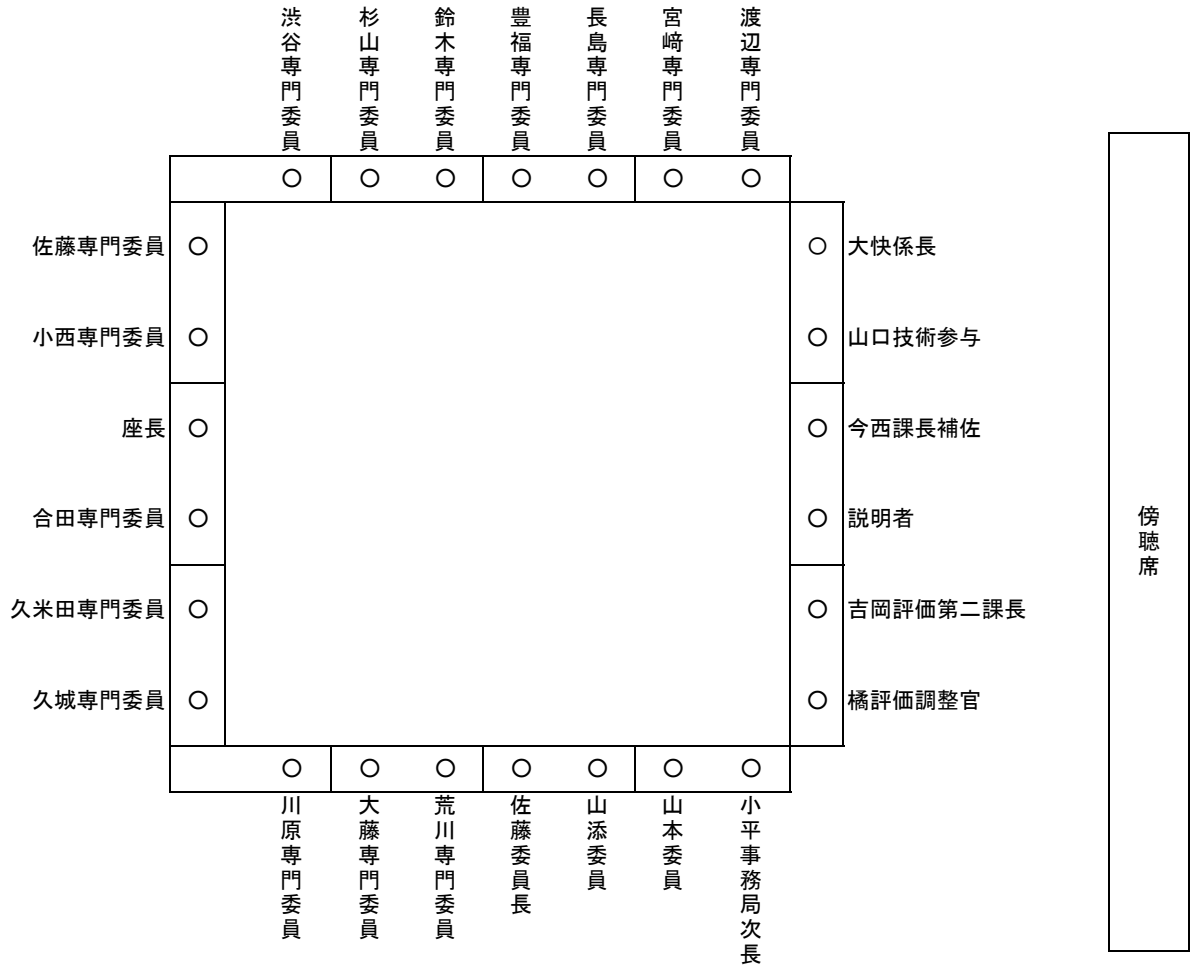 渋谷専門委員
杉山専門委員
鈴木専門委員
豊福専門委員
長島専門委員
宮﨑専門委員
渡辺専門委員
佐藤専門委員
小西専門委員
座長
合田専門委員
久米田専門委員
久城専門委員
大快係長
山口技術参与
今西課長補佐
説明者
吉岡評価第二課長
橘評価調整官
川原専門委員
大藤専門委員
荒川専門委員
佐藤委員長
山添委員
山本委員
小平事務局次長
傍聴席